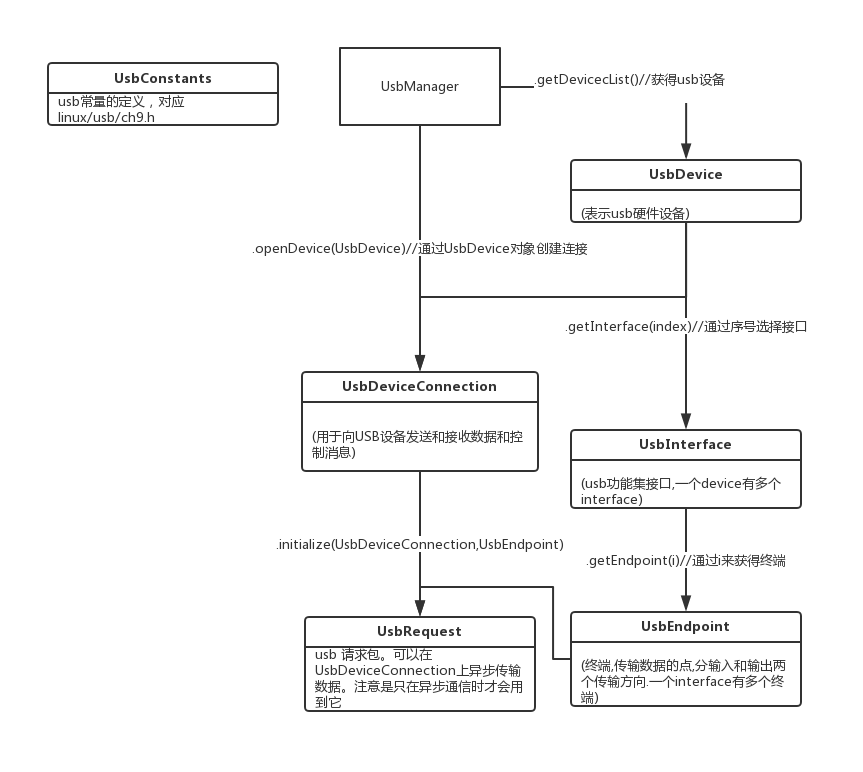 UsbConstants
usb常量的定义，对应
linux/usb/ch9.h
UsbManager
.getDevicecList()//获得usb设备
UsbDevice
(表示usb硬件设备)
.openDevice(UsbDevice)//通过UsbDevice对象创建连接
.getInterface(index)//通过序号选择接口
UsbDeviceConnection
(用于向USB设备发送和接收数据和控
制消息)
UsbInterface
(usb功能集接口,一个device有多个
interface)
.initialize(UsbDeviceConnection,UsbEndpoint)
.getEndpoint(i)//通过i来获得终端
UsbRequest
usb 请求包。可以在
UsbDeviceConnection上异步传输
数据。注意是只在异步通信时才会用
到它
UsbEndpoint
(终端,传输数据的点,分输入和输出两
个传输方向.一个interface有多个终
端)